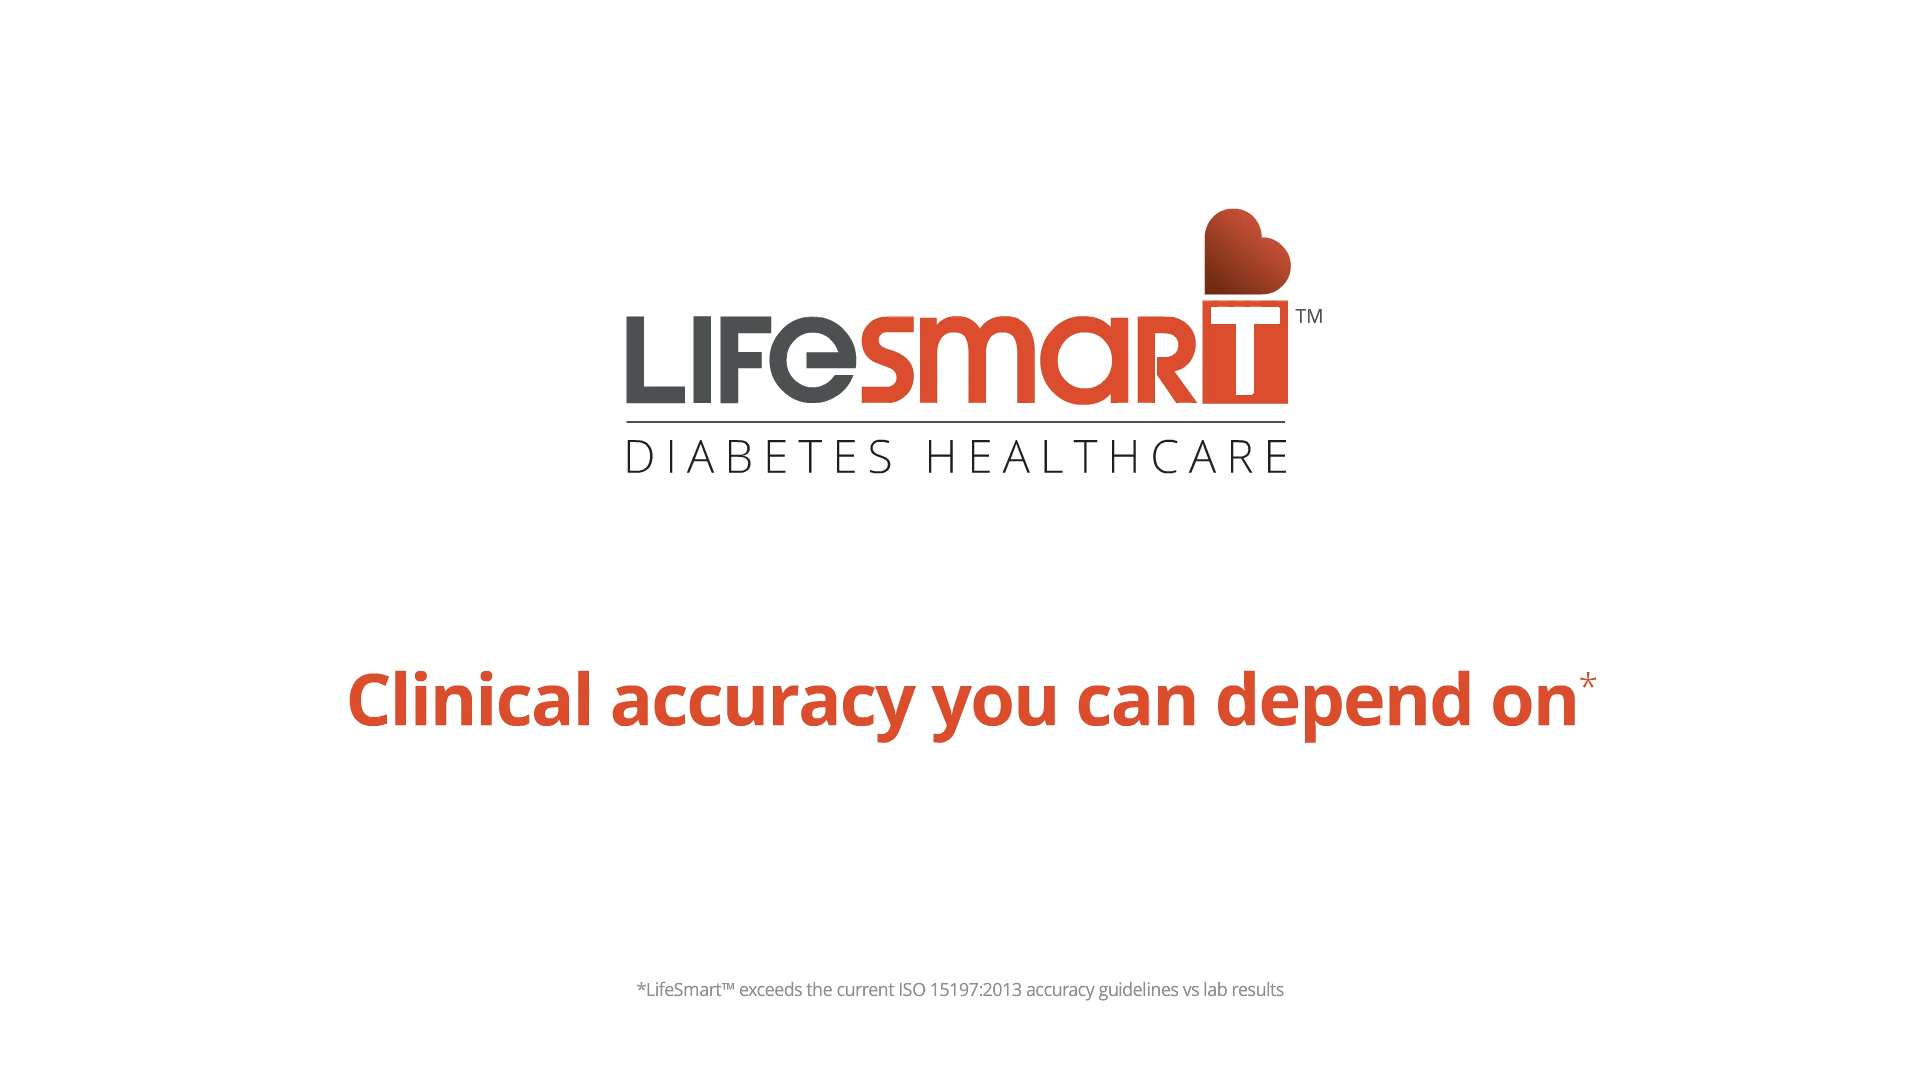 LIFeSmarT™
DIABETES HEALTHCARE
Clinical accuracy you can depend on*
*LifeSmart™ exceeds the current ISO 15197:2013 accuracy guidelines vs lab results